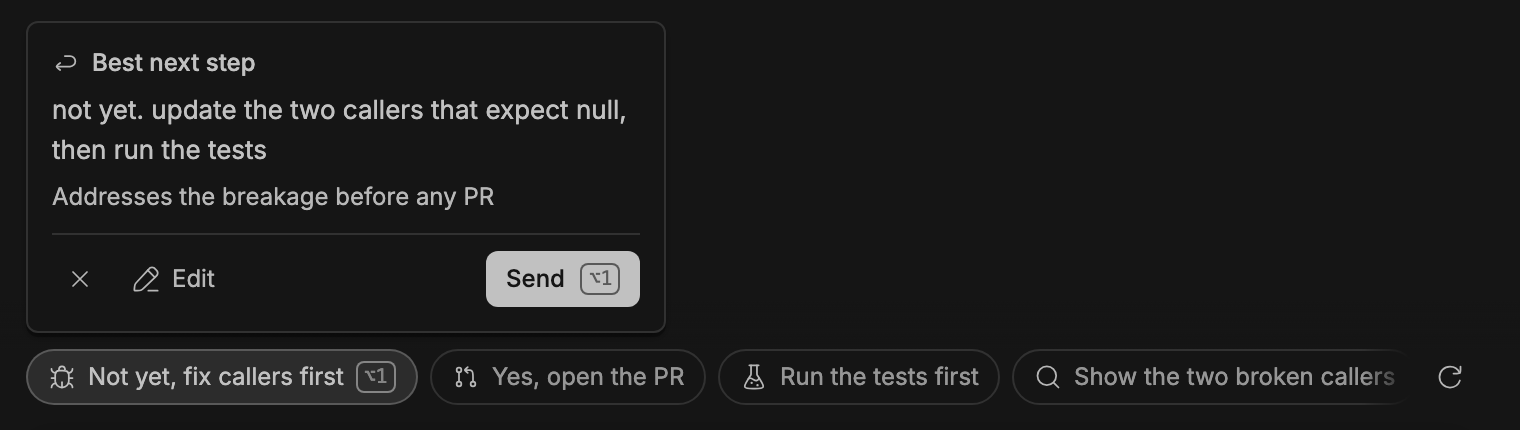 Best next step
not yet. update the two callers that expect null,
then run the tests
Addresses the breakage before any PR
Edit
Send ⌥1
Not yet, fix callers first ⌥1
Yes, open the PR
Run the tests first
Show the two broken callers